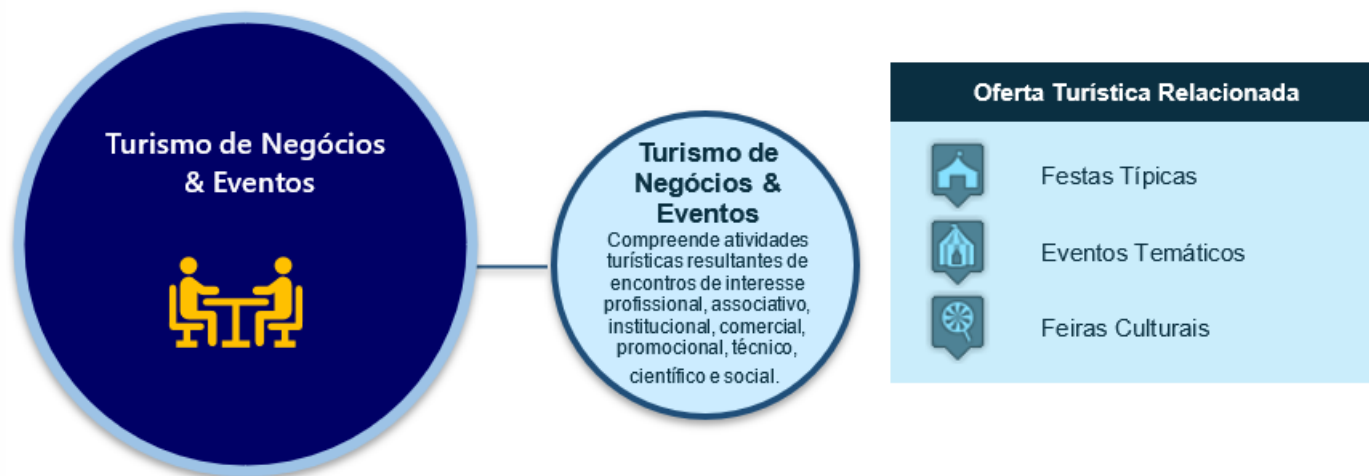 Turismo de Negócios
& Eventos
Turismo de
Negócios &
Eventos
Compreende atividades
turísticas resultantes de
encontros de interesse
profissional, associativo,
institucional, comercial,
promocional, técnico,
científico e social.
Oferta Turística Relacionada
Festas Típicas
Eventos Temáticos
Feiras Culturais